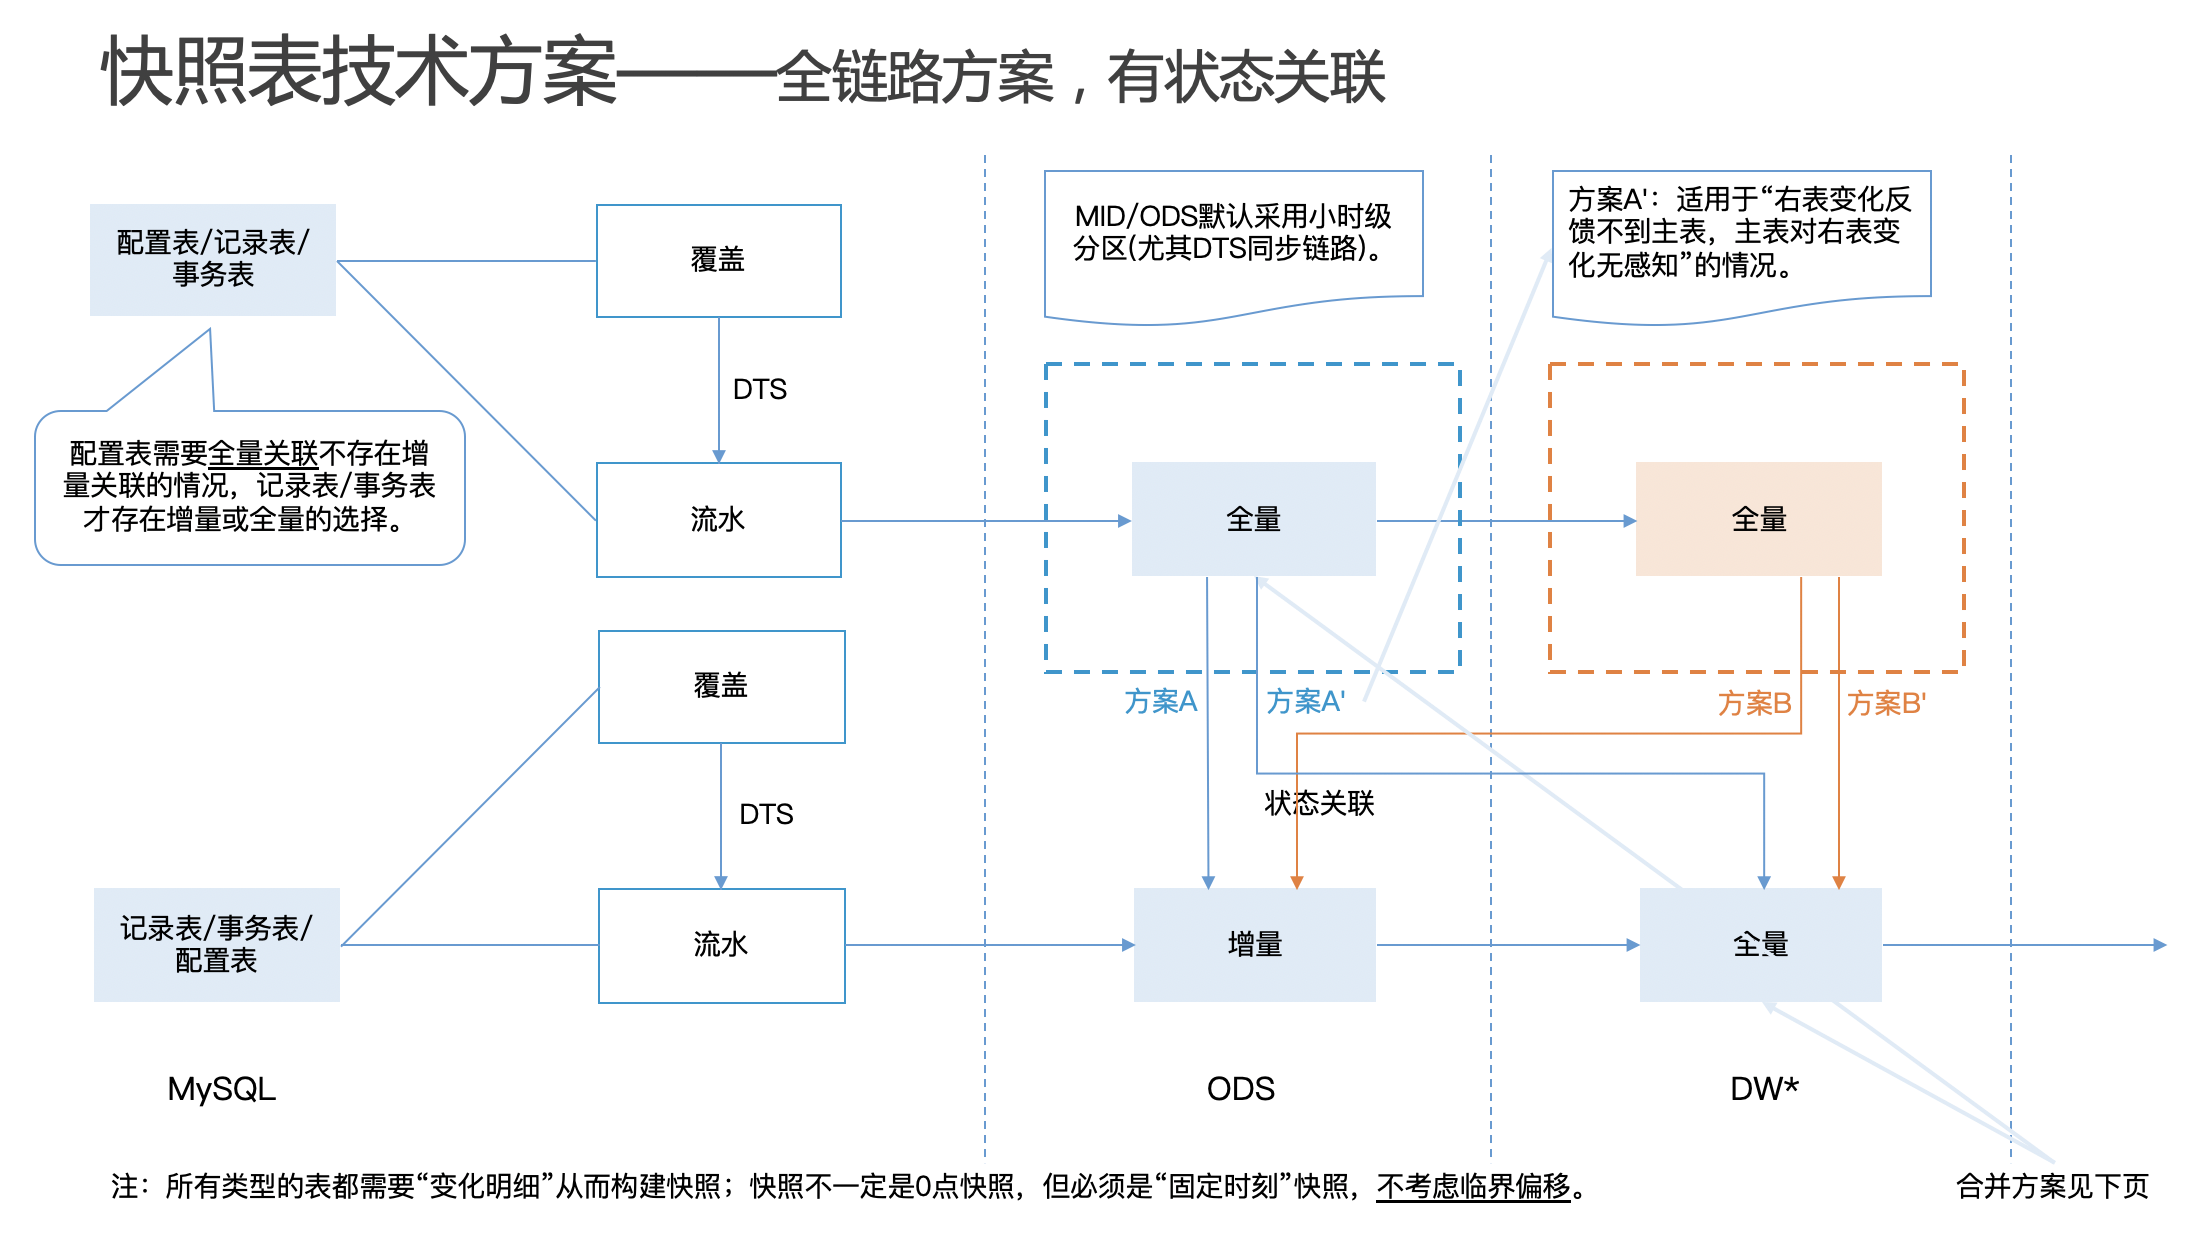 快照表技术方案——全链路方案，有状态关联
配置表/记录表/
事务表
覆盖
MID/ODS默认采用小时级
分区(尤其DTS同步链路)。
方案A'：适用于“右表变化反
馈不到主表，主表对右表变
化无感知”的情况。
DTS
配置表需要全量关联不存在增
量关联的情况，记录表/事务表
才存在增量或全量的选择。
流水
全量
全量
覆盖
方案A
方案A'
方案B
方案B'
DTS
状态关联
记录表/事务表/
配置表
流水
增量
全量
MySQL
ODS
DW*
注：所有类型的表都需要“变化明细”从而构建快照；快照不一定是0点快照，但必须是“固定时刻”快照，不考虑临界偏移。
合并方案见下页